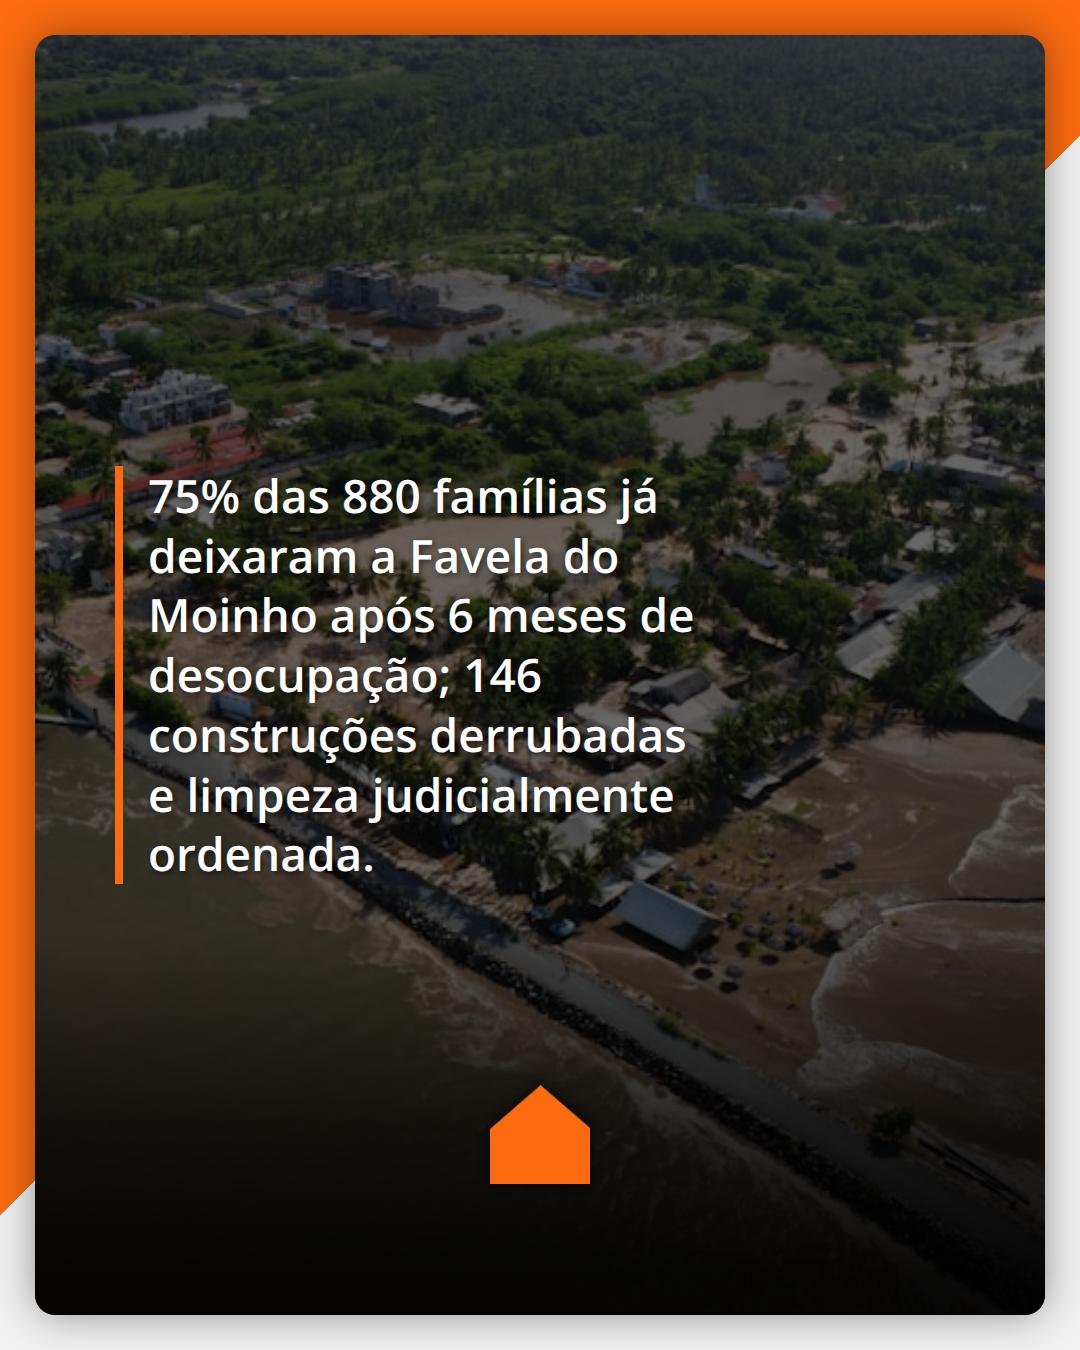 75% das 880 famílias já
deixaram a Favela do
Moinho após 6 meses de
desocupação; 146
construções derrubadas
e limpeza judicialmente
ordenada.